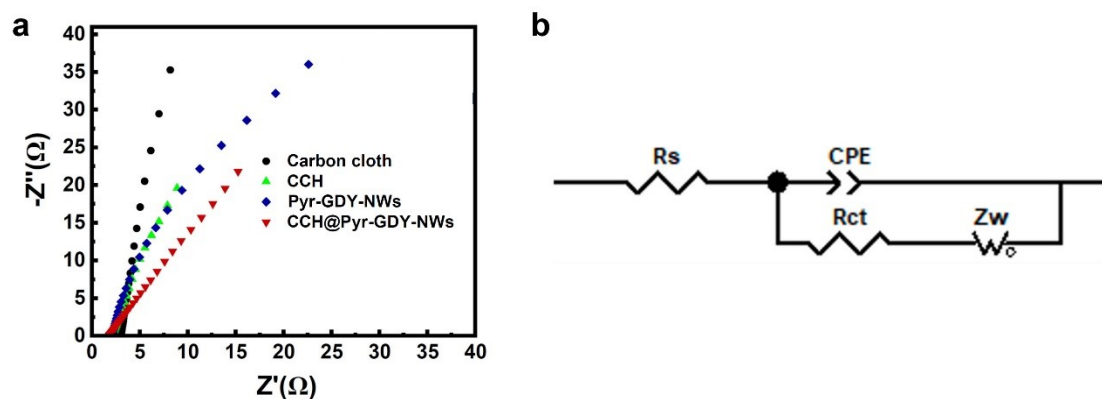 a
40
35
30
25
20
15
10
5
0
-Z''(Ω)
Carbon cloth
CCH
Pyr-GDY-NWs
CCH@Pyr-GDY-NWs
0 5 10 15 20 25 30 35 40
Z'(Ω)
b
Rs
CPE
Rct
Zw
o